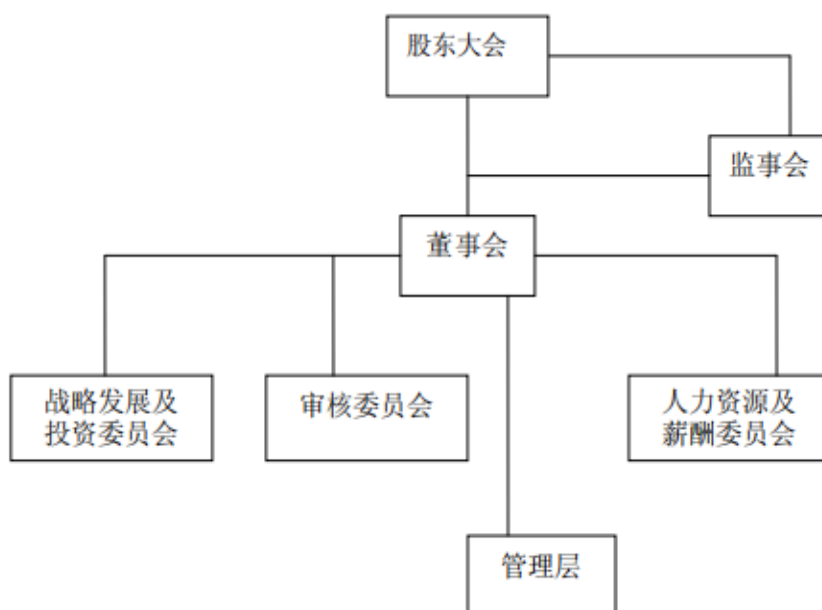 股东大会
监事会
董事会
战略发展及
投资委员会
审核委员会
人力资源及
薪酬委员会
管理层